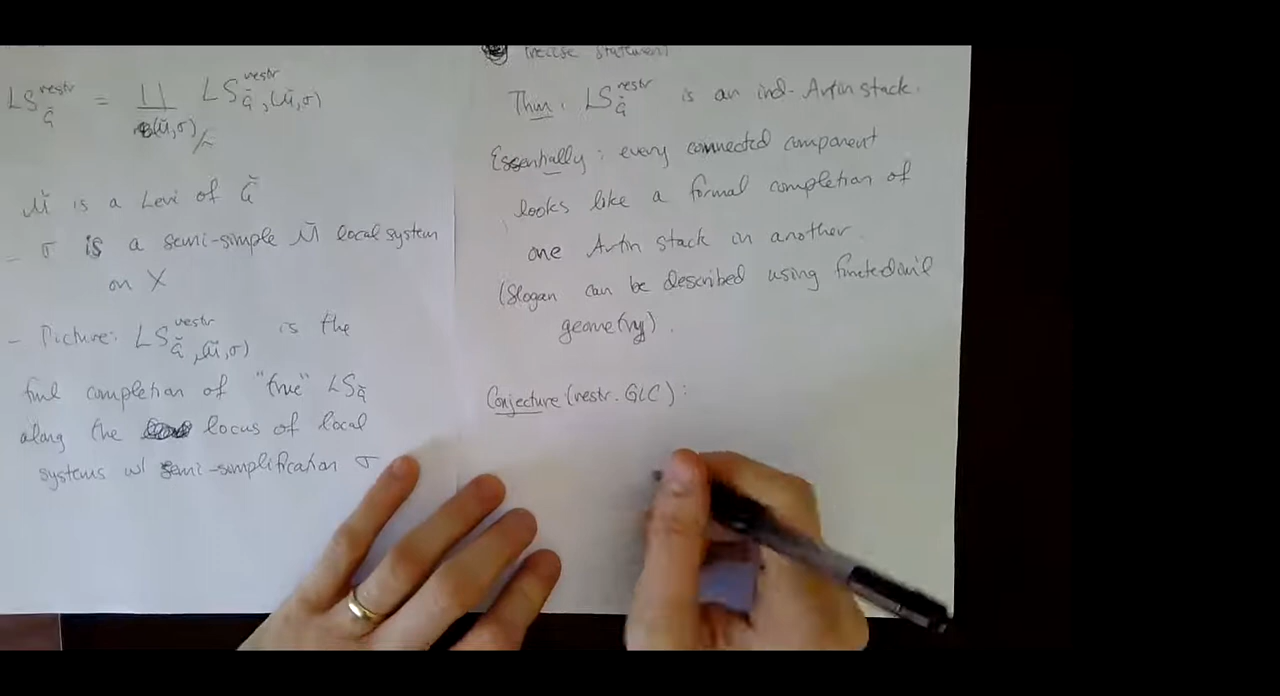 LS^restr_Ǧ = ∐_(M̌,σ)/~ LS^restr_Ǧ,(M̌,σ)
M̌ is a Levi of Ǧ
- σ is a semi-simple M̌ local system
on X
- Picture: LS^restr_Ǧ,(M̌,σ) is the
fml completion of "true" LS_Ǧ
along the locus of local
systems w/ semi-simplification σ
Precise statement
Thm: LS^restr_Ǧ is an ind-Artin stack.
Essentially: every connected component
looks like a formal completion of
one Artin stack in another.
(Slogan can be described using finite dim'l
geometry).
Conjecture (restr. GLC):